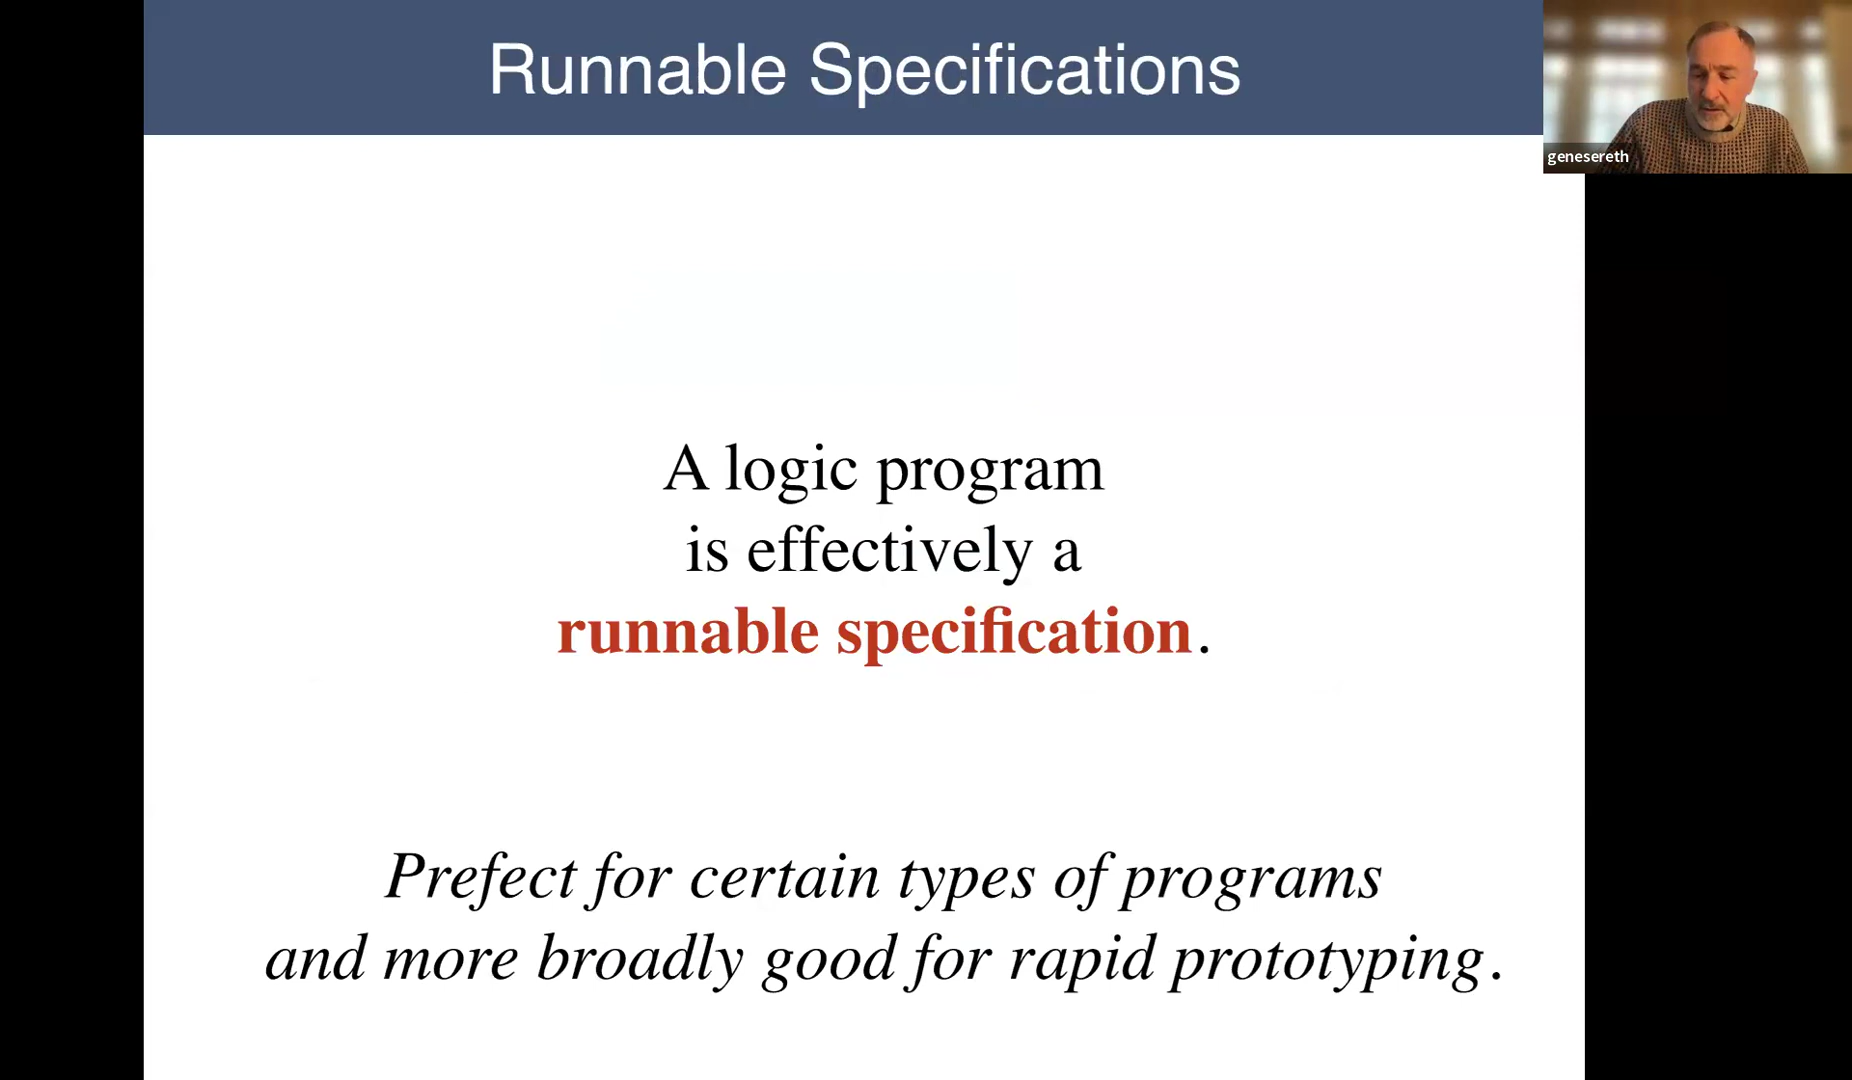 Runnable Specifications
genesereth
A logic program
is effectively a
runnable specification.
Prefect for certain types of programs
and more broadly good for rapid prototyping.